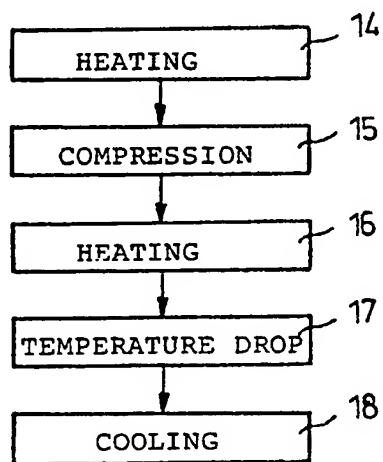 14
HEATING
15
COMPRESSION
16
HEATING
17
TEMPERATURE DROP
18
COOLING